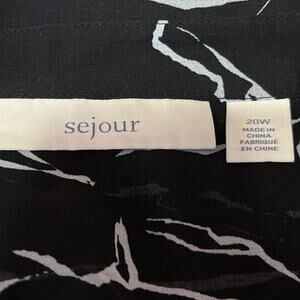 sejour
20W
MADE IN
CHINA
FABRIQUÉ
EN CHINE